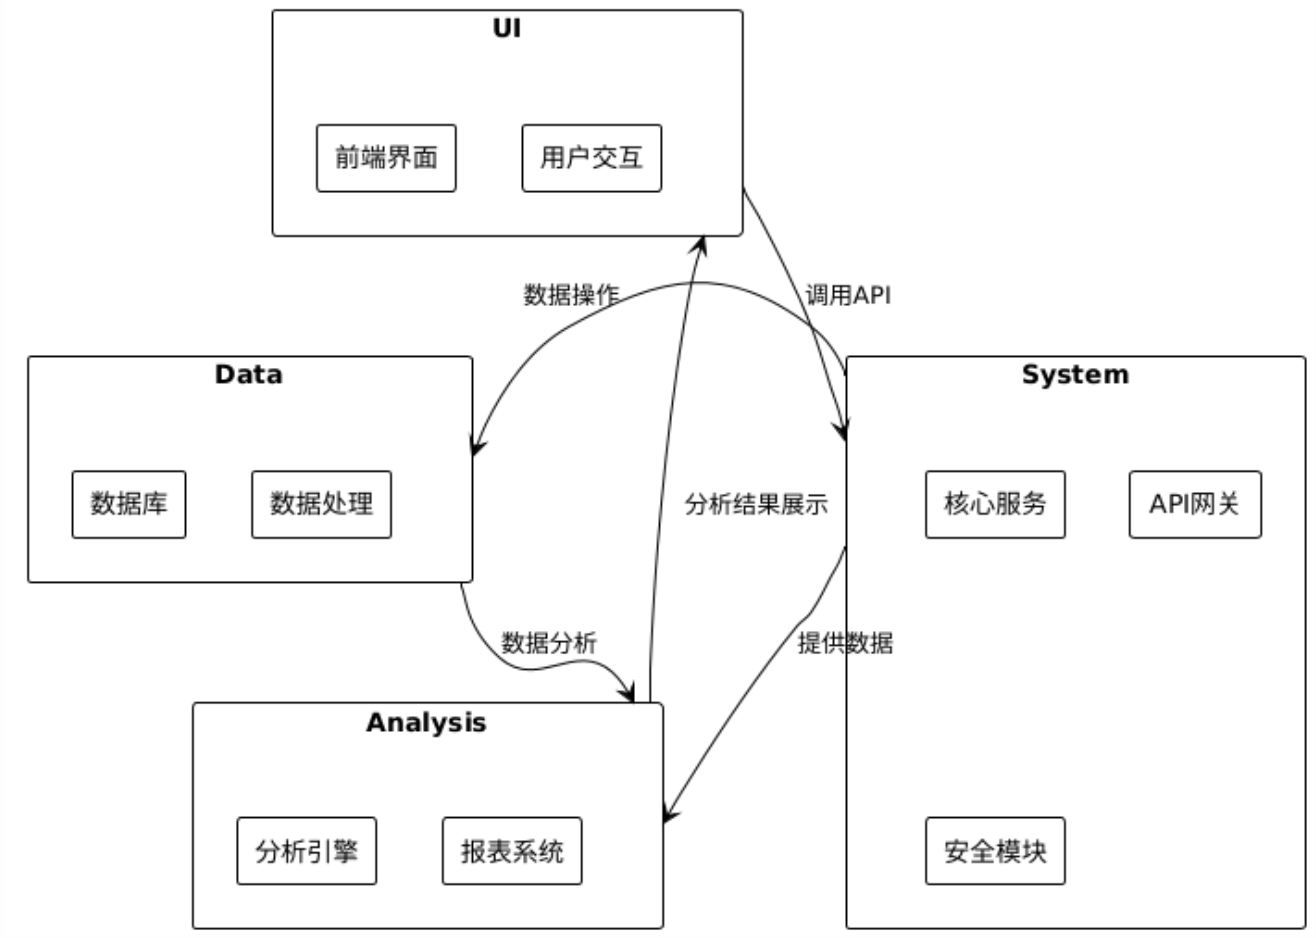 UI
前端界面
用户交互
数据操作
调用API
Data
数据库
数据处理
System
核心服务
API网关
安全模块
分析结果展示
数据分析
提供数据
Analysis
分析引擎
报表系统